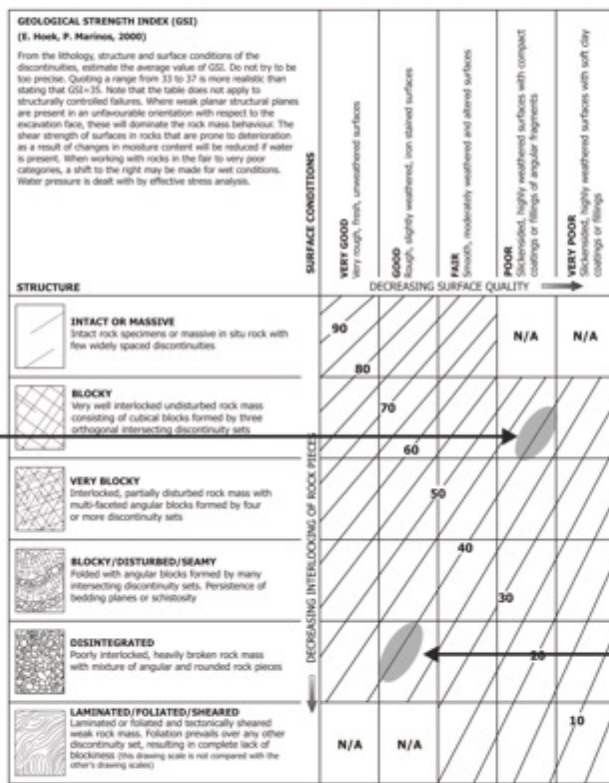 GEOLOGICAL STRENGTH INDEX (GSI)
(E. Hoek, P. Marinos, 2000)
From the lithology, structure and surface conditions of the
discontinuities, estimate the average value of GSI. Do not try to be
too precise. Quoting a range from 33 to 37 is more realistic than
stating that GSI=35. Note that the table does not apply to
structurally controlled failures. Where weak planar structural planes
are present in an unfavourable orientation with respect to the
excavation face, these will dominate the rock mass behaviour. The
shear strength of surfaces in rocks that are prone to deterioration
as a result of changes in moisture content will be reduced if water
is present. When working with rocks in the fair to very poor
categories, a shift to the right may be made for wet conditions.
Water pressure is dealt with by effective stress analysis.
SURFACE CONDITIONS
VERY GOOD
Very rough, fresh, unweathered surfaces
GOOD
Rough, slightly weathered, iron stained surfaces
FAIR
Smooth, moderately weathered and altered surfaces
POOR
Slickensided, highly weathered surfaces with compact
coatings or fillings of angular fragments
VERY POOR
Slickensided, highly weathered surfaces with soft clay
coatings or fillings
STRUCTURE
DECREASING SURFACE QUALITY
INTACT OR MASSIVE
Intact rock specimens or massive in situ rock with
few widely spaced discontinuities
90
80
N/A
N/A
BLOCKY
Very well interlocked undisturbed rock mass
consisting of cubical blocks formed by three
orthogonal intersecting discontinuity sets
70
60
DECREASING INTERLOCKING OF ROCK PIECES
VERY BLOCKY
Interlocked, partially disturbed rock mass with
multi-faceted angular blocks formed by four
or more discontinuity sets
50
BLOCKY/DISTURBED/SEAMY
Folded with angular blocks formed by many
intersecting discontinuity sets. Persistence of
bedding planes or schistosity
40
30
DISINTEGRATED
Poorly interlocked, heavily broken rock mass
with mixture of angular and rounded rock pieces
20
LAMINATED/FOLIATED/SHEARED
Laminated or foliated and tectonically sheared
weak rock mass. Foliation prevails over any other
discontinuity set, resulting in complete lack of
blockiness (this drawing scale is not compared with the
other's drawing scales)
N/A
N/A
10